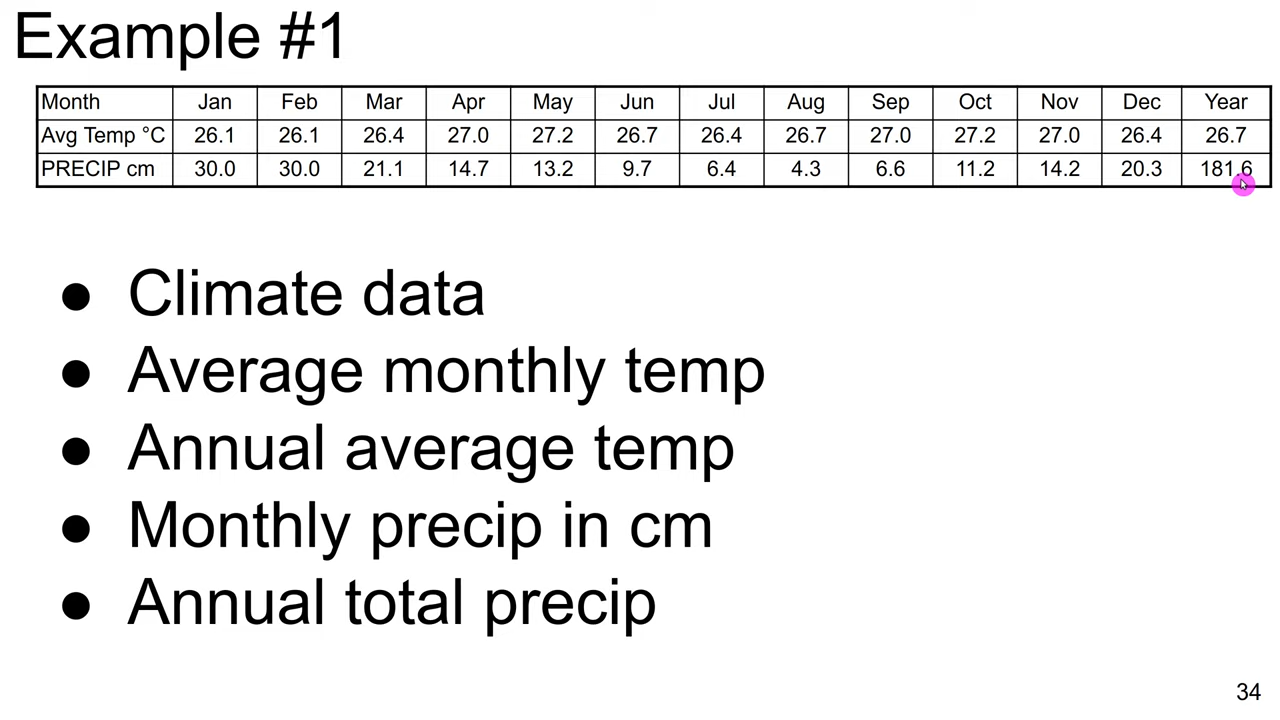 Example #1
Month Jan Feb Mar Apr May Jun Jul Aug Sep Oct Nov Dec Year
Avg Temp °C 26.1 26.1 26.4 27.0 27.2 26.7 26.4 26.7 27.0 27.2 27.0 26.4 26.7
PRECIP cm 30.0 30.0 21.1 14.7 13.2 9.7 6.4 4.3 6.6 11.2 14.2 20.3 181.6
● Climate data
● Average monthly temp
● Annual average temp
● Monthly precip in cm
● Annual total precip
34